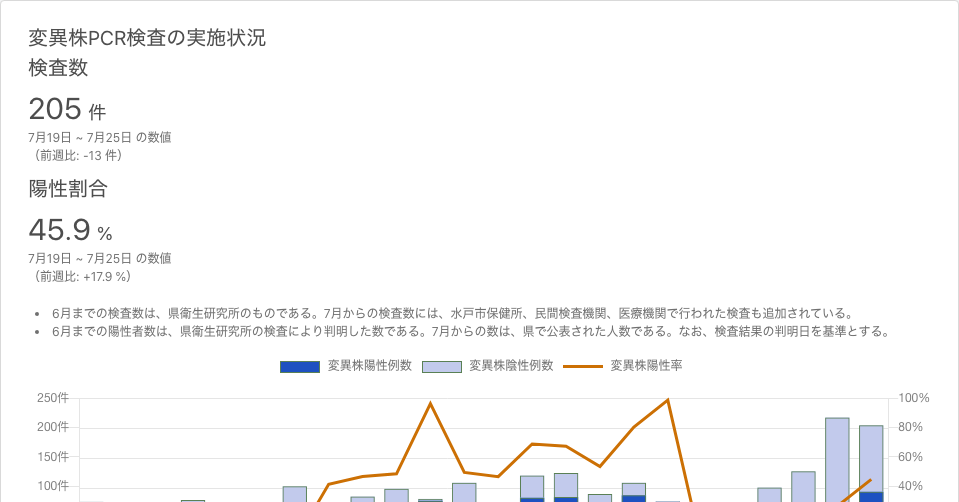 変異株PCR検査の実施状況
検査数
205 件
7月19日 ~ 7月25日 の数値
（前週比: -13 件）
陽性割合
45.9 %
7月19日 ~ 7月25日 の数値
（前週比: +17.9 %）
• 6月までの検査数は、県衛生研究所のものである。7月からの検査数には、水戸市保健所、民間検査機関、医療機関で行われた検査も追加されている。
• 6月までの陽性者数は、県衛生研究所の検査により判明した数である。7月からの数は、県で公表された人数である。なお、検査結果の判明日を基準とする。
変異株陽性例数 変異株陰性例数 変異株陽性率
250件 100%
200件 80%
150件 60%
100件 40%